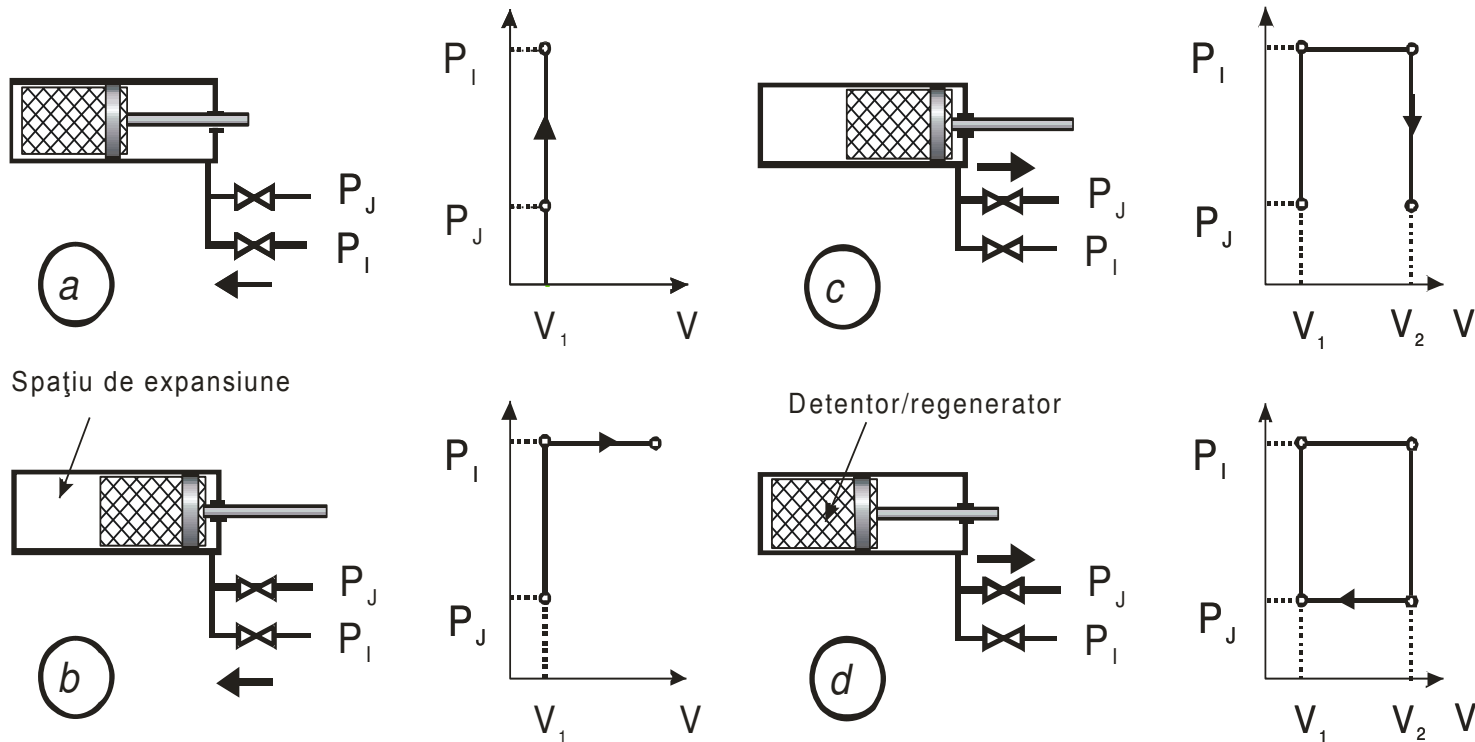 P_I
P_J
V_1 V
P_J
P_I
a
P_I
P_J
V_1 V_2 V
P_J
P_I
c
Spaţiu de expansiune
P_I
P_J
V_1 V
P_J
P_I
b
Detentor/regenerator
P_I
P_J
V_1 V_2 V
P_J
P_I
d